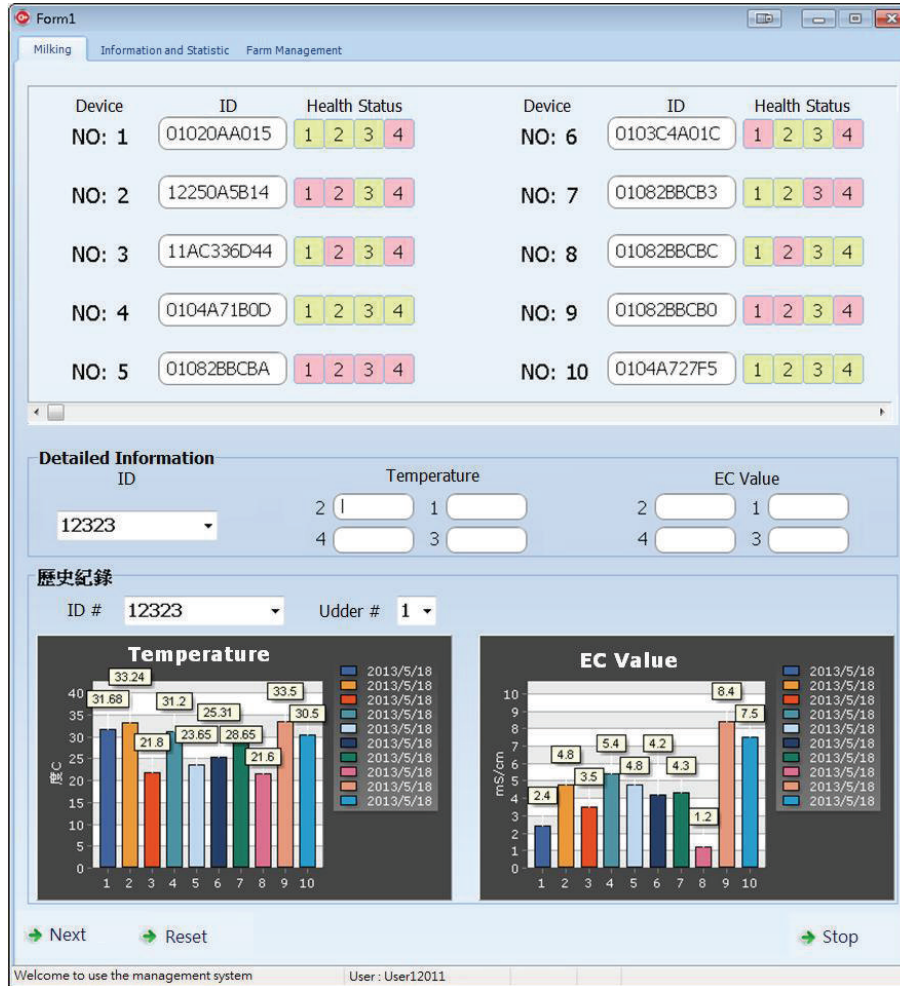 Form1
Milking Information and Statistic Farm Management
Device ID Health Status Device ID Health Status
NO: 1 01020AA015 1 2 3 4 NO: 6 0103C4A01C 1 2 3 4
NO: 2 12250A5B14 1 2 3 4 NO: 7 01082BBCB3 1 2 3 4
NO: 3 11AC336D44 1 2 3 4 NO: 8 01082BBCBC 1 2 3 4
NO: 4 0104A71B0D 1 2 3 4 NO: 9 01082BBCB0 1 2 3 4
NO: 5 01082BBCBA 1 2 3 4 NO: 10 0104A727F5 1 2 3 4
Detailed Information
ID Temperature EC Value
12323 2 1 2 1
4 3 4 3
歷史紀錄
ID # 12323 Udder # 1
Temperature
度C
40
35
30
25
20
15
10
5
0
31.68
33.24
21.8
31.2
23.65
25.31
28.65
21.6
33.5
30.5
1 2 3 4 5 6 7 8 9 10
2013/5/18
2013/5/18
2013/5/18
2013/5/18
2013/5/18
2013/5/18
2013/5/18
2013/5/18
2013/5/18
2013/5/18
EC Value
mS/cm
10
9
8
7
6
5
4
3
2
1
0
2.4
4.8
3.5
5.4
4.8
4.2
4.3
1.2
8.4
7.5
1 2 3 4 5 6 7 8 9 10
2013/5/18
2013/5/18
2013/5/18
2013/5/18
2013/5/18
2013/5/18
2013/5/18
2013/5/18
2013/5/18
2013/5/18
Next Reset Stop
Welcome to use the management system User : User12011